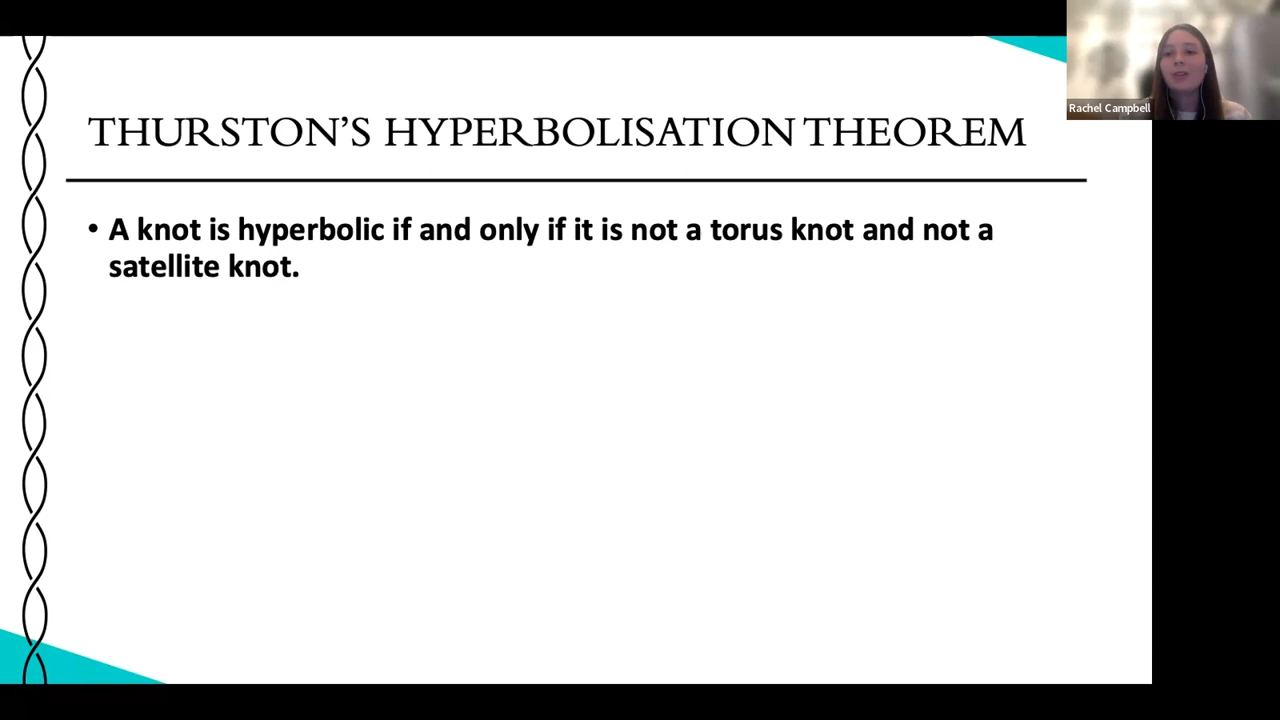 THURSTON'S HYPERBOLISATION THEOREM
Rachel Campbell
• A knot is hyperbolic if and only if it is not a torus knot and not a
satellite knot.